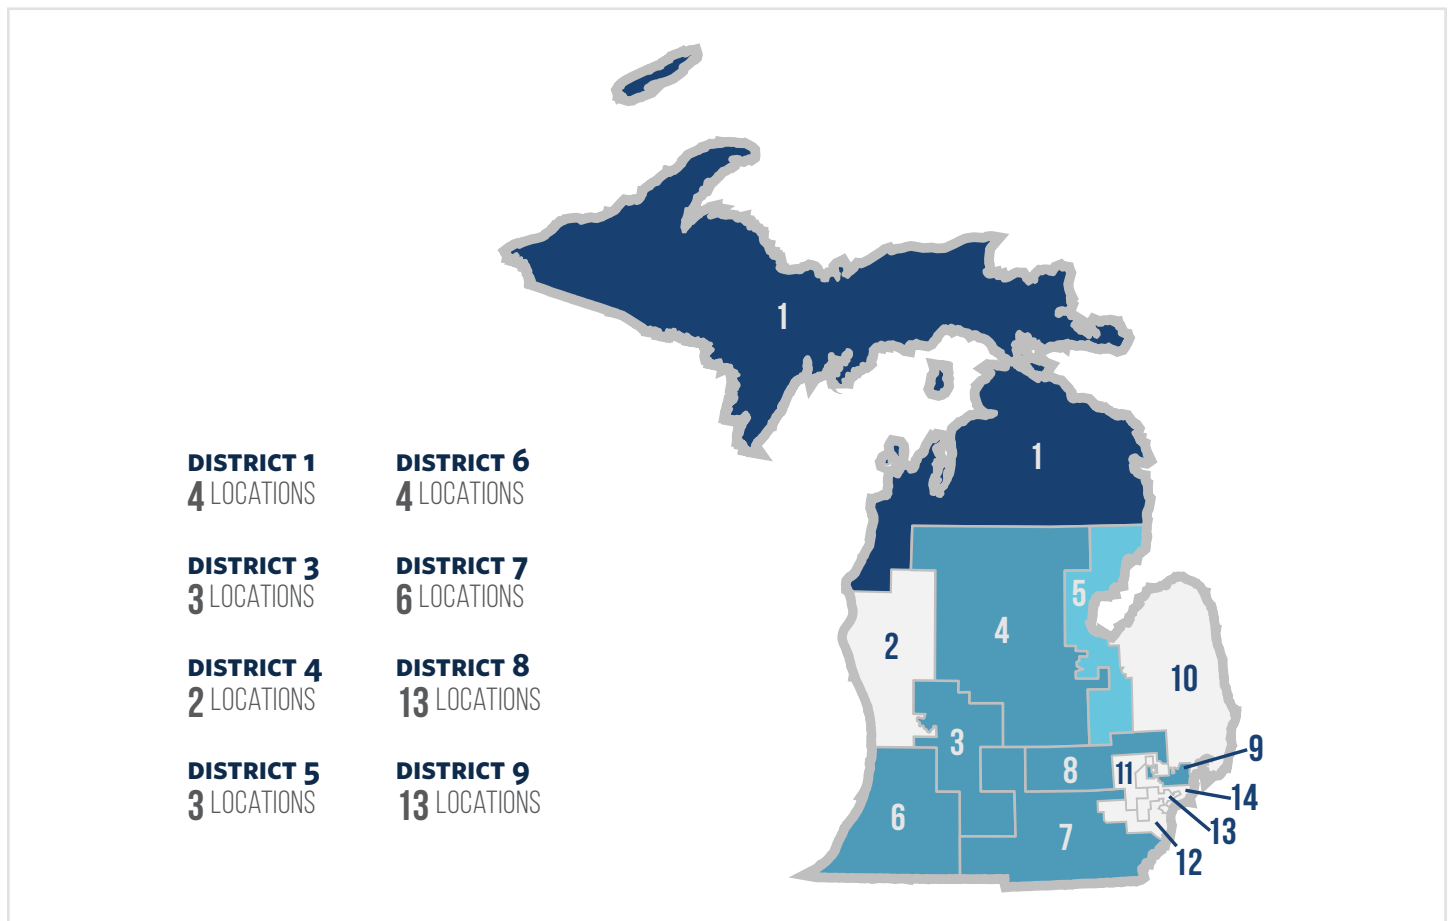 DISTRICT 1
4 LOCATIONS
DISTRICT 3
3 LOCATIONS
DISTRICT 4
2 LOCATIONS
DISTRICT 5
3 LOCATIONS
DISTRICT 6
4 LOCATIONS
DISTRICT 7
6 LOCATIONS
DISTRICT 8
13 LOCATIONS
DISTRICT 9
13 LOCATIONS
1
1
5
4
2
10
3
9
8
11
14
6
13
7
12